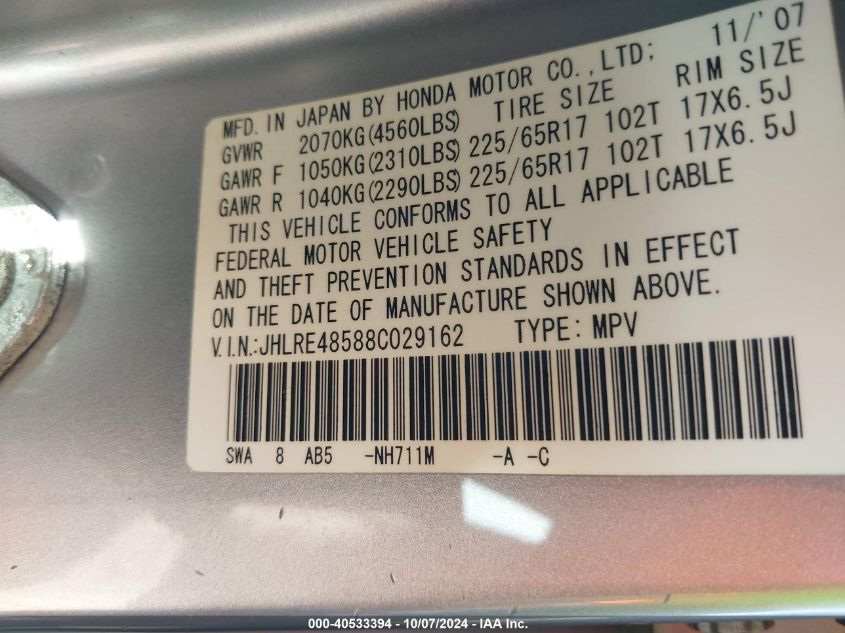 MFD. IN JAPAN BY HONDA MOTOR CO.,LTD; 11/'07
GVWR 2070KG(4560LBS) TIRE SIZE RIM SIZE
GAWR F 1050KG(2310LBS) 225/65R17 102T 17X6.5J
GAWR R 1040KG(2290LBS) 225/65R17 102T 17X6.5J
THIS VEHICLE CONFORMS TO ALL APPLICABLE
FEDERAL MOTOR VEHICLE SAFETY
AND THEFT PREVENTION STANDARDS IN EFFECT
ON THE DATE OF MANUFACTURE SHOWN ABOVE.
V.I.N.:JHLRE48588C029162 TYPE: MPV
SWA 8 AB5 -NH711M -A -C
000-40533394 - 10/07/2024 - IAA Inc.